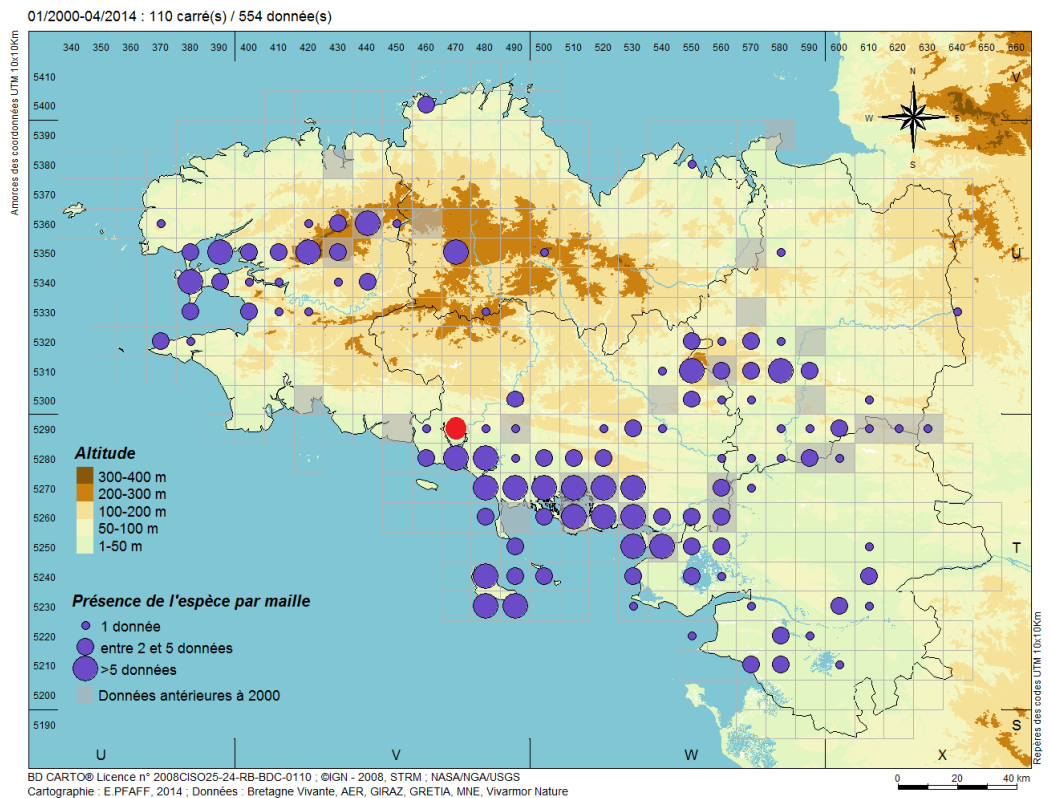 01/2000-04/2014 : 110 carré(s) / 554 donnée(s)
340 350 360 370 380 390 400 410 420 430 440 450 460 470 480 490 500 510 520 530 540 550 560 570 580 590 600 610 620 630 640 650 660
Amorces des coordonnées UTM 10x10Km
5410
5400
5390
5380
5370
5360
5350
5340
5330
5320
5310
5300
5290
5280
5270
5260
5250
5240
5230
5220
5210
5200
5190
N
W E
S
V
U
T
S
Altitude
300-400 m
200-300 m
100-200 m
50-100 m
1-50 m
Présence de l'espèce par maille
1 donnée
entre 2 et 5 données
>5 données
Données antérieures à 2000
Repères des codes UTM 10x10Km
U V W X
BD CARTO® Licence n° 2008CISO25-24-RB-BDC-0110 ; ©IGN - 2008, STRM ; NASA/NGA/USGS
Cartographie : E.PFAFF, 2014 ; Données : Bretagne Vivante, AER, GIRAZ, GRETIA, MNE, Vivarmor Nature
0 20 40 km